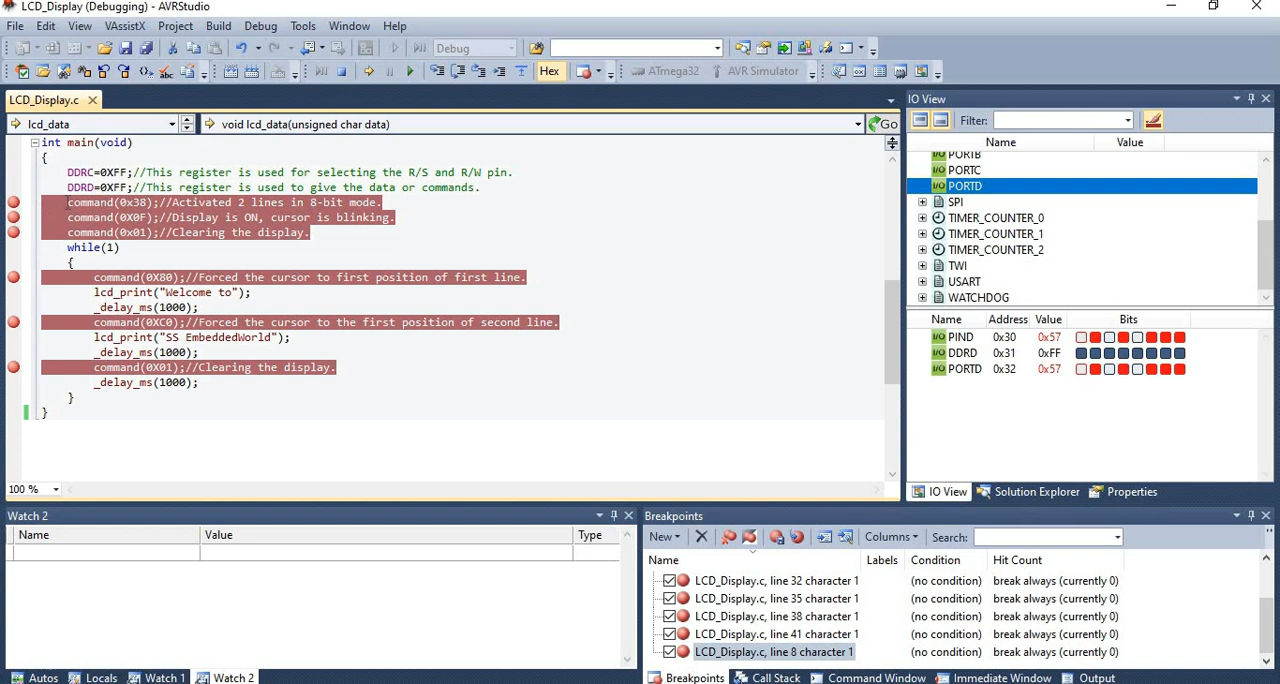 LCD_Display (Debugging) - AVRStudio
File Edit View VAssistX Project Build Debug Tools Window Help
Debug
Hex ATmega32 AVR Simulator
LCD_Display.c
lcd_data void lcd_data(unsigned char data) Go
int main(void)
{
DDRC=0XFF;//This register is used for selecting the R/S and R/W pin.
DDRD=0XFF;//This register is used to give the data or commands.
command(0x38);//Activated 2 lines in 8-bit mode.
command(0X0F);//Display is ON, cursor is blinking.
command(0x01);//Clearing the display.
while(1)
{
command(0X80);//Forced the cursor to first position of first line.
lcd_print("Welcome to");
_delay_ms(1000);
command(0XC0);//Forced the cursor to the first position of second line.
lcd_print("SS EmbeddedWorld");
_delay_ms(1000);
command(0X01);//Clearing the display.
_delay_ms(1000);
}
}
100 %
IO View
Filter:
Name Value
PORTB
PORTC
PORTD
SPI
TIMER_COUNTER_0
TIMER_COUNTER_1
TIMER_COUNTER_2
TWI
USART
WATCHDOG
Name Address Value Bits
I/O PIND 0x30 0x57
I/O DDRD 0x31 0xFF
I/O PORTD 0x32 0x57
IO View Solution Explorer Properties
Watch 2
Name Value Type
Autos Locals Watch 1 Watch 2
Breakpoints
New Columns Search:
Name Labels Condition Hit Count
LCD_Display.c, line 32 character 1 (no condition) break always (currently 0)
LCD_Display.c, line 35 character 1 (no condition) break always (currently 0)
LCD_Display.c, line 38 character 1 (no condition) break always (currently 0)
LCD_Display.c, line 41 character 1 (no condition) break always (currently 0)
LCD_Display.c, line 8 character 1 (no condition) break always (currently 0)
Breakpoints Call Stack Command Window Immediate Window Output